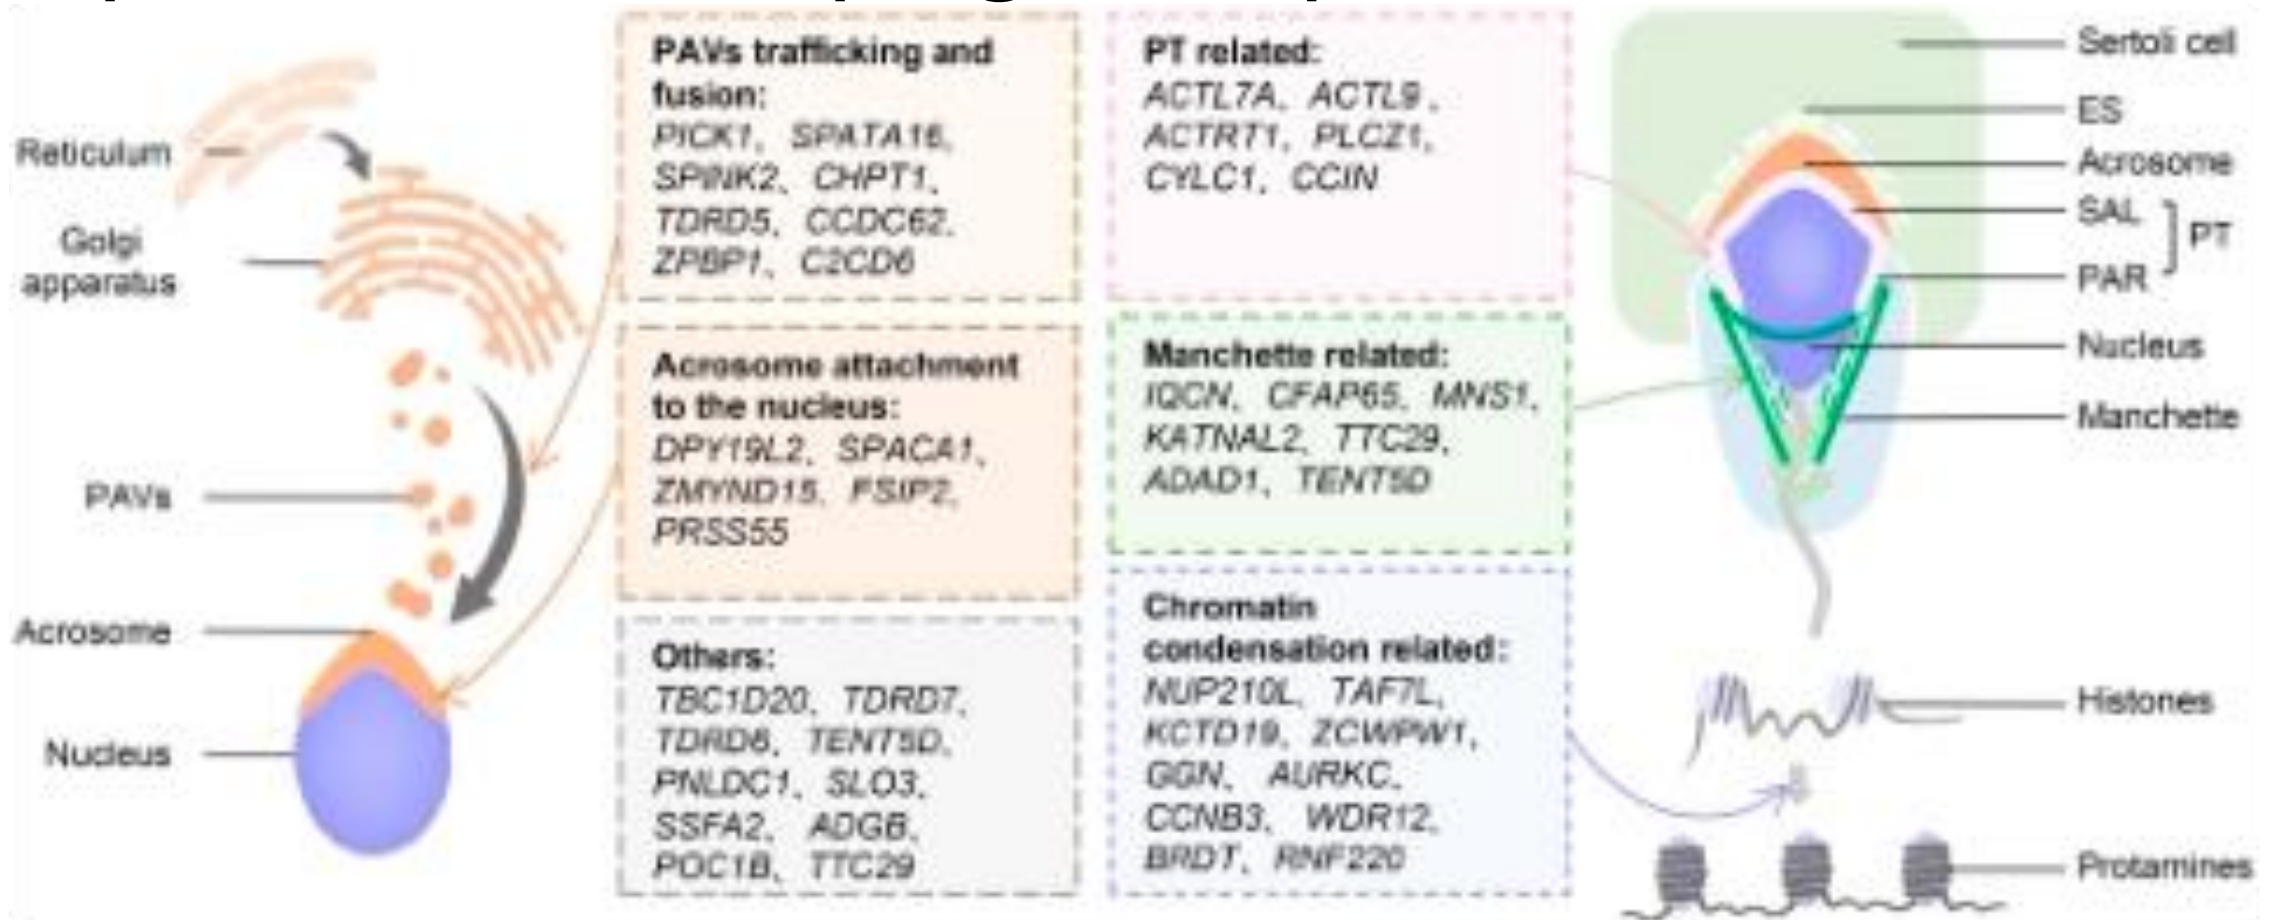 Reticulum
Golgi
apparatus
PAVs
Acrosome
Nucleus
PAVs trafficking and
fusion:
PICK1, SPATA16,
SPINK2, CHPT1,
TDRD5, CCDC62,
ZPBP1, C2CD6
Acrosome attachment
to the nucleus:
DPY19L2, SPACA1,
ZMYND15, FSIP2,
PRSS55
Others:
TBC1D20, TDRD7,
TDRD6, TENT5D,
PNLDC1, SLO3,
SSFA2, ADGB,
POC1B, TTC29
PT related:
ACTL7A, ACTL9,
ACTRT1, PLCZ1,
CYLC1, CCIN
Manchette related:
IQCN, CFAP65, MNS1,
KATNAL2, TTC29,
ADAD1, TENT5D
Chromatin
condensation related:
NUP210L, TAF7L,
KCTD19, ZCWPW1,
GGN, AURKC,
CCNB3, WDR12,
BRDT, RNF220
Sertoli cell
ES
Acrosome
SAL
PT
PAR
Nucleus
Manchette
Histones
Protamines